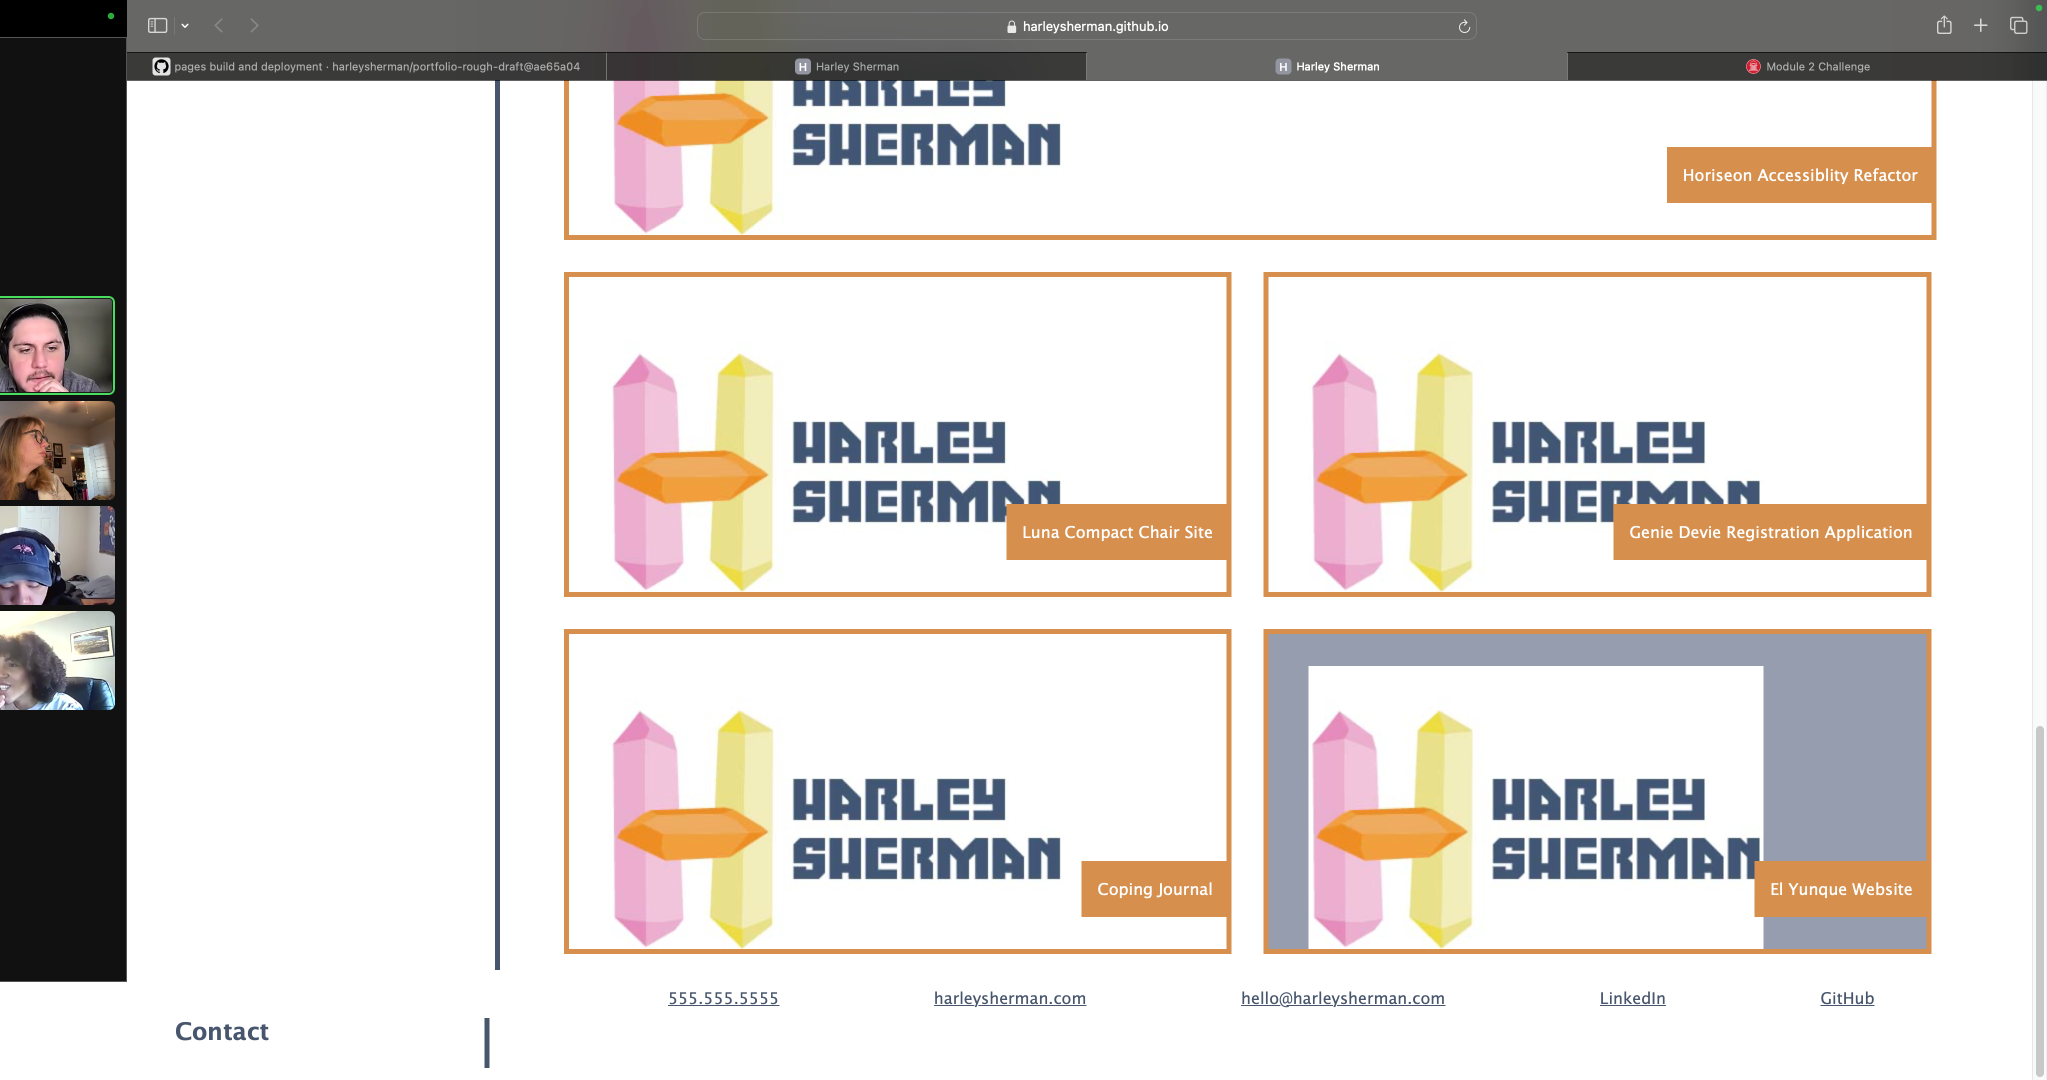 harleysherman.github.io
pages build and deployment · harleysherman/portfolio-rough-draft@ae65a04
H Harley Sherman
H Harley Sherman
Module 2 Challenge
HARLEY
SHERMAN
Horiseon Accessiblity Refactor
HARLEY
SHERMAN
Luna Compact Chair Site
HARLEY
SHERMAN
Genie Devie Registration Application
HARLEY
SHERMAN
Coping Journal
HARLEY
SHERMAN
El Yunque Website
555.555.5555
harleysherman.com
hello@harleysherman.com
LinkedIn
GitHub
Contact